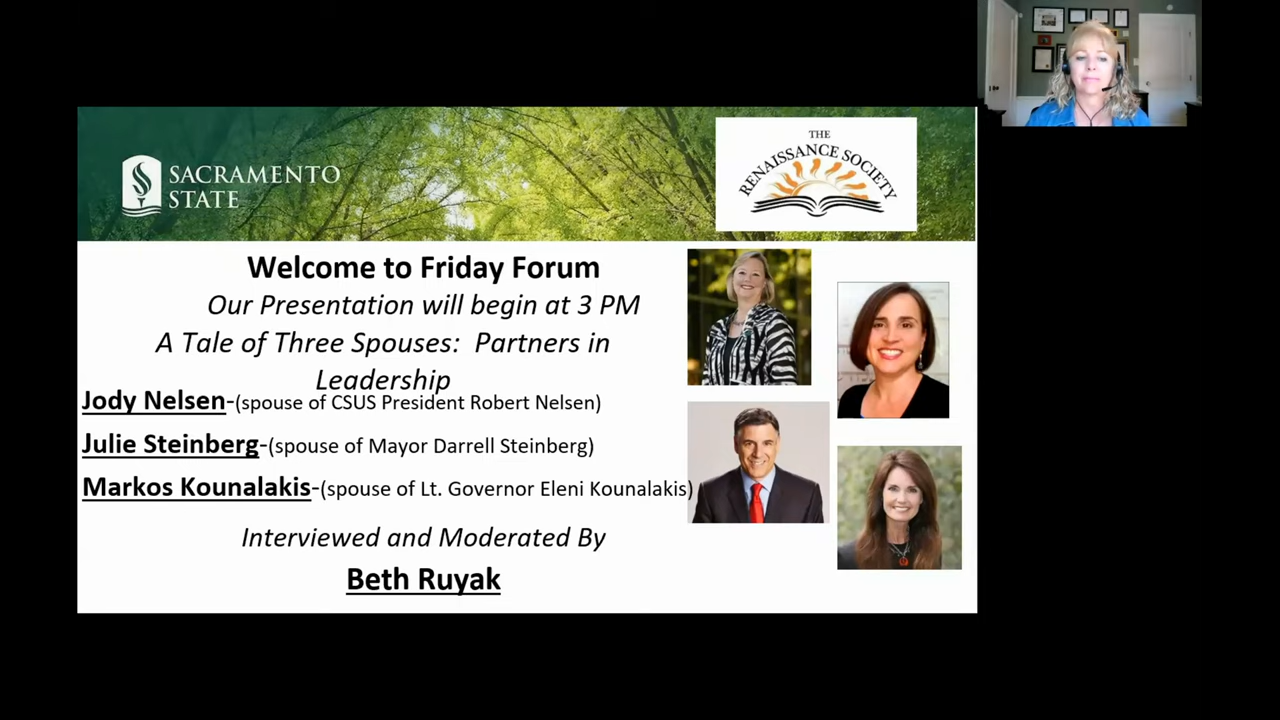 SACRAMENTO
STATE
THE
RENAISSANCE SOCIETY
Welcome to Friday Forum
Our Presentation will begin at 3 PM
A Tale of Three Spouses: Partners in
Leadership
Jody Nelsen-(spouse of CSUS President Robert Nelsen)
Julie Steinberg-(spouse of Mayor Darrell Steinberg)
Markos Kounalakis-(spouse of Lt. Governor Eleni Kounalakis)
Interviewed and Moderated By
Beth Ruyak